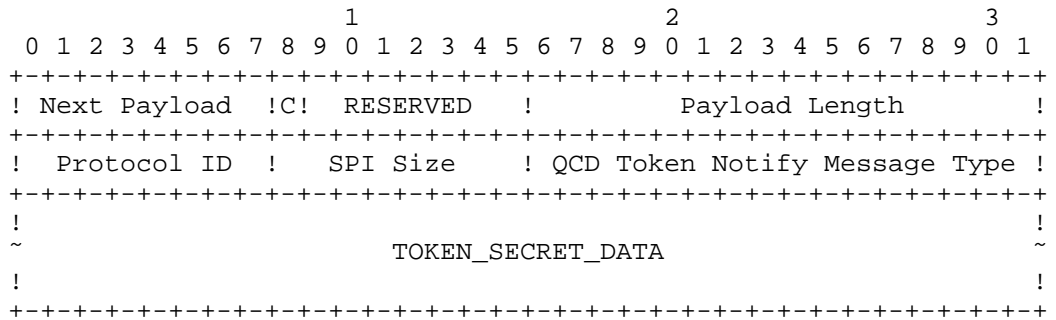 1                   2                   3
 0 1 2 3 4 5 6 7 8 9 0 1 2 3 4 5 6 7 8 9 0 1 2 3 4 5 6 7 8 9 0 1
+-+-+-+-+-+-+-+-+-+-+-+-+-+-+-+-+-+-+-+-+-+-+-+-+-+-+-+-+-+-+-+-+
! Next Payload  !C!  RESERVED   !         Payload Length        !
+-+-+-+-+-+-+-+-+-+-+-+-+-+-+-+-+-+-+-+-+-+-+-+-+-+-+-+-+-+-+-+-+
!  Protocol ID  !   SPI Size    ! QCD Token Notify Message Type !
+-+-+-+-+-+-+-+-+-+-+-+-+-+-+-+-+-+-+-+-+-+-+-+-+-+-+-+-+-+-+-+-+
!                                                               !
~                       TOKEN_SECRET_DATA                       ~
!                                                               !
+-+-+-+-+-+-+-+-+-+-+-+-+-+-+-+-+-+-+-+-+-+-+-+-+-+-+-+-+-+-+-+-+